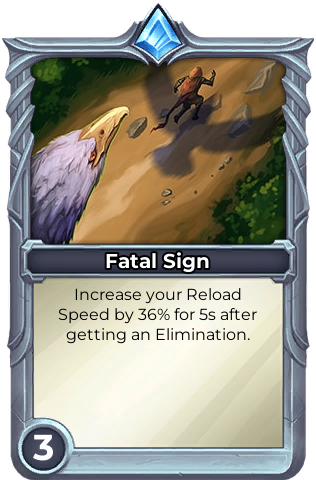 Fatal Sign
Increase your Reload
Speed by 36% for 5s after
getting an Elimination.
3